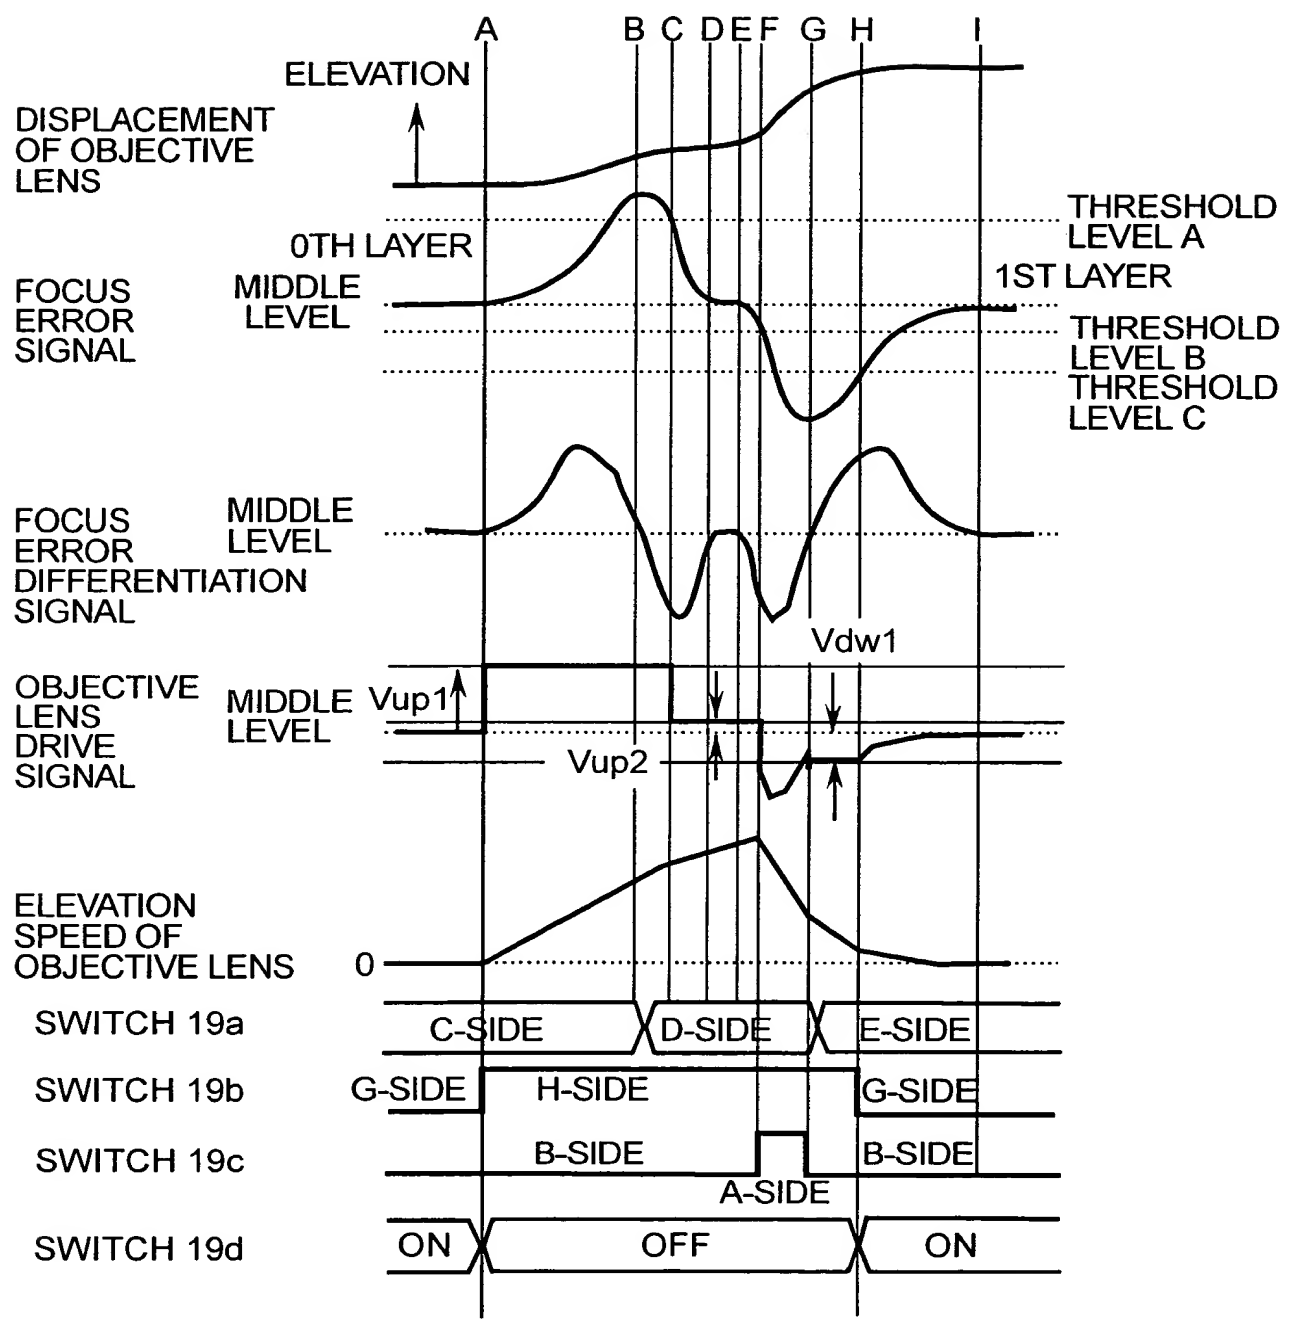 A B C D E F G H I
ELEVATION
DISPLACEMENT
OF OBJECTIVE
LENS
THRESHOLD
LEVEL A
0TH LAYER
1ST LAYER
FOCUS
ERROR
SIGNAL
MIDDLE
LEVEL
THRESHOLD
LEVEL B
THRESHOLD
LEVEL C
FOCUS
ERROR
DIFFERENTIATION
SIGNAL
MIDDLE
LEVEL
Vdw1
OBJECTIVE
LENS
DRIVE
SIGNAL
MIDDLE
LEVEL
Vup1
Vup2
ELEVATION
SPEED OF
OBJECTIVE LENS
0
SWITCH 19a
C-SIDE D-SIDE E-SIDE
SWITCH 19b
G-SIDE H-SIDE G-SIDE
SWITCH 19c
B-SIDE B-SIDE
A-SIDE
SWITCH 19d
ON OFF ON